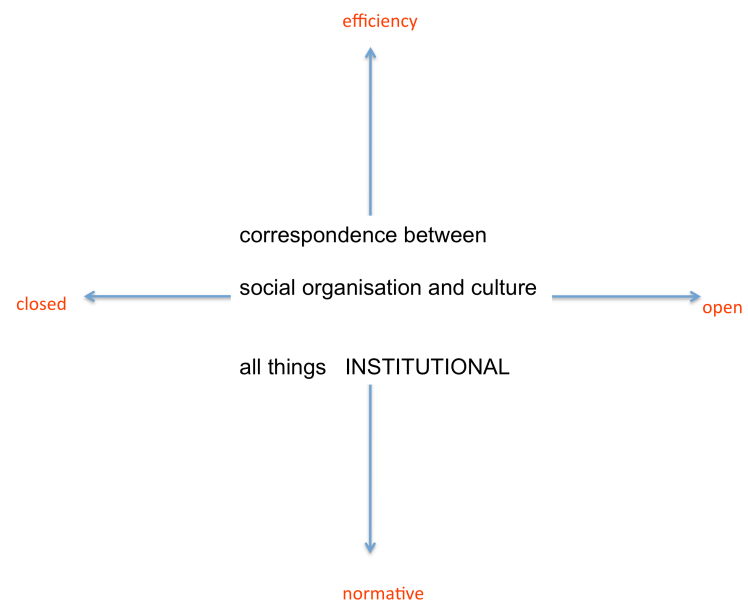 efficiency
correspondence between
social organisation and culture
closed
open
all things INSTITUTIONAL
normative